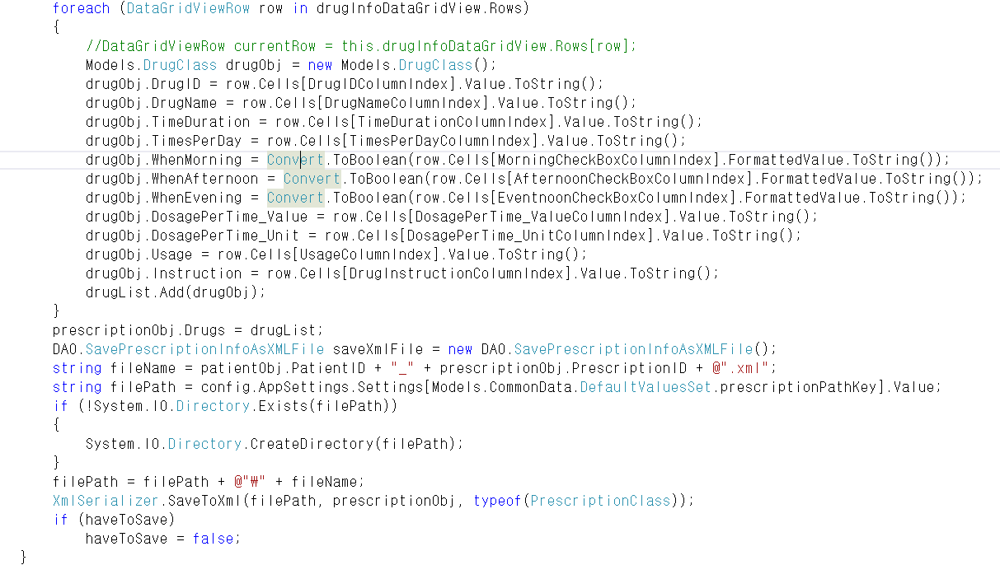 foreach (DataGridViewRow row in drugInfoDataGridView.Rows)
{
//DataGridViewRow currentRow = this.drugInfoDataGridView.Rows[row];
Models.DrugClass drugObj = new Models.DrugClass();
drugObj.DrugID = row.Cells[DrugIDColumnIndex].Value.ToString();
drugObj.DrugName = row.Cells[DrugNameColumnIndex].Value.ToString();
drugObj.TimeDuration = row.Cells[TimeDurationColumnIndex].Value.ToString();
drugObj.TimesPerDay = row.Cells[TimesPerDayColumnIndex].Value.ToString();
drugObj.WhenMorning = Convert.ToBoolean(row.Cells[MorningCheckBoxColumnIndex].FormattedValue.ToString());
drugObj.WhenAfternoon = Convert.ToBoolean(row.Cells[AfternoonCheckBoxColumnIndex].FormattedValue.ToString());
drugObj.WhenEvening = Convert.ToBoolean(row.Cells[EventnoonCheckBoxColumnIndex].FormattedValue.ToString());
drugObj.DosagePerTime_Value = row.Cells[DosagePerTime_ValueColumnIndex].Value.ToString();
drugObj.DosagePerTime_Unit = row.Cells[DosagePerTime_UnitColumnIndex].Value.ToString();
drugObj.Usage = row.Cells[UsageColumnIndex].Value.ToString();
drugObj.Instruction = row.Cells[DrugInstructionColumnIndex].Value.ToString();
drugList.Add(drugObj);
}
prescriptionObj.Drugs = drugList;
DAO.SavePrescriptionInfoAsXMLFile saveXmlFile = new DAO.SavePrescriptionInfoAsXMLFile();
string fileName = patientObj.PatientID + "_" + prescriptionObj.PrescriptionID + @".xml";
string filePath = config.AppSettings.Settings[Models.CommonData.DefaultValuesSet.prescriptionPathKey].Value;
if (!System.IO.Directory.Exists(filePath))
{
System.IO.Directory.CreateDirectory(filePath);
}
filePath = filePath + @"₩" + fileName;
XmlSerializer.SaveToXml(filePath, prescriptionObj, typeof(PrescriptionClass));
if (haveToSave)
haveToSave = false;
}